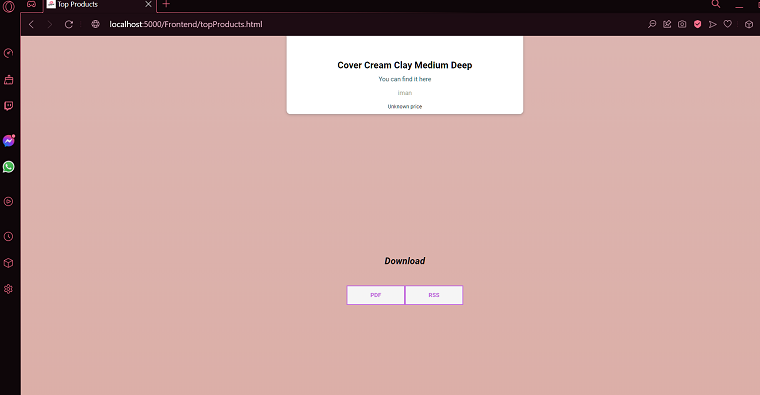 Top Products
localhost:5000/Frontend/topProducts.html
Cover Cream Clay Medium Deep
You can find it here
Iman
Unknown price
Download
PDF
RSS